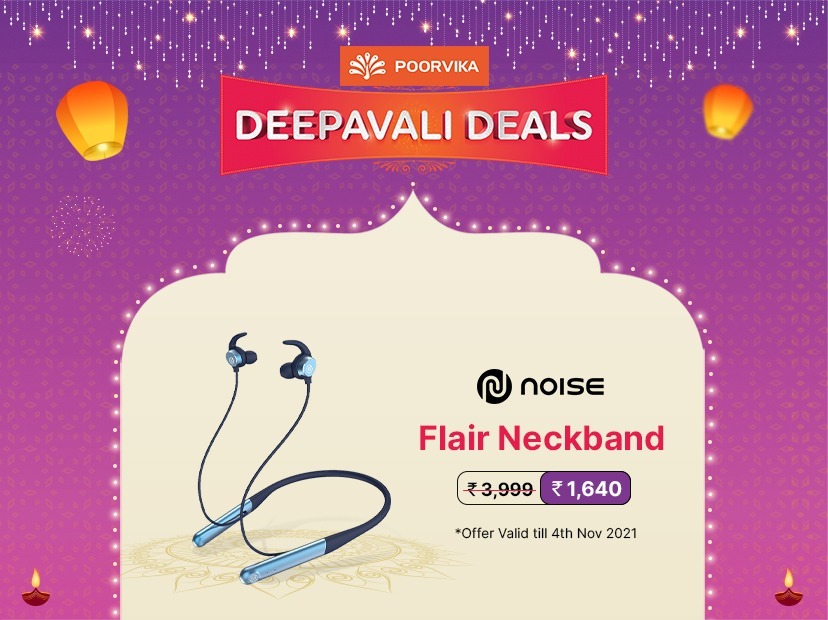 POORVIKA
DEEPAVALI DEALS
noise
Flair Neckband
₹ 3,999 ₹ 1,640
*Offer Valid till 4th Nov 2021